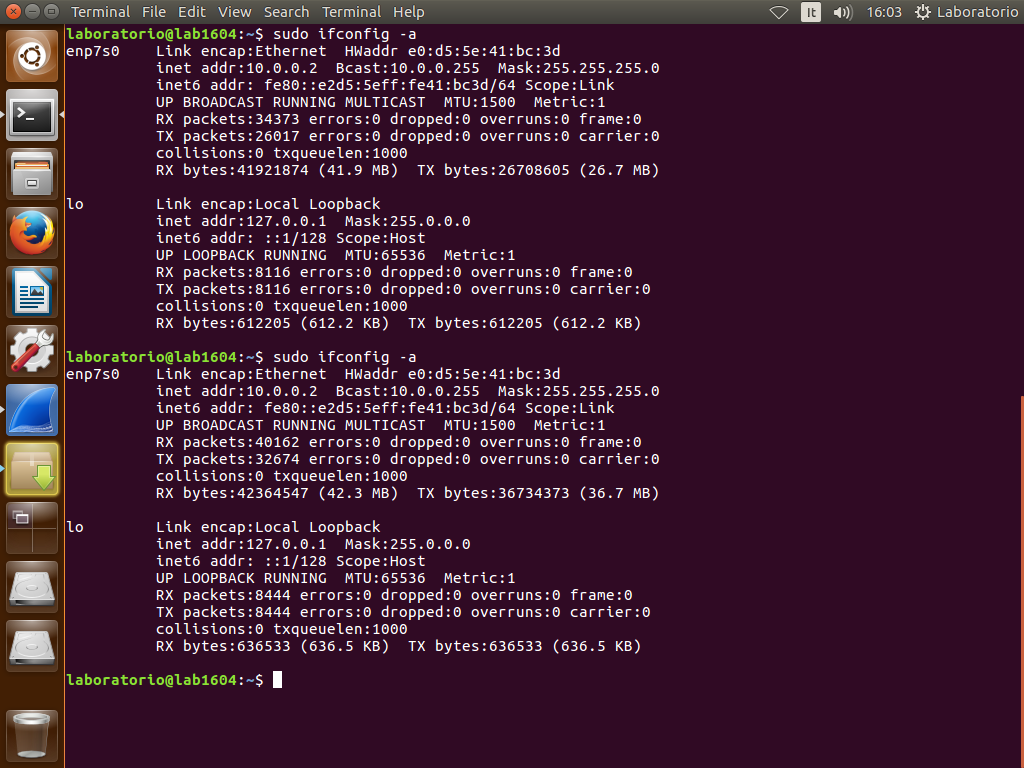 Terminal File Edit View Search Terminal Help It 16:03 Laboratorio
laboratorio@lab1604:~$ sudo ifconfig -a
enp7s0    Link encap:Ethernet  HWaddr e0:d5:5e:41:bc:3d
          inet addr:10.0.0.2  Bcast:10.0.0.255  Mask:255.255.255.0
          inet6 addr: fe80::e2d5:5eff:fe41:bc3d/64 Scope:Link
          UP BROADCAST RUNNING MULTICAST  MTU:1500  Metric:1
          RX packets:34373 errors:0 dropped:0 overruns:0 frame:0
          TX packets:26017 errors:0 dropped:0 overruns:0 carrier:0
          collisions:0 txqueuelen:1000
          RX bytes:41921874 (41.9 MB)  TX bytes:26708605 (26.7 MB)

lo        Link encap:Local Loopback
          inet addr:127.0.0.1  Mask:255.0.0.0
          inet6 addr: ::1/128 Scope:Host
          UP LOOPBACK RUNNING  MTU:65536  Metric:1
          RX packets:8116 errors:0 dropped:0 overruns:0 frame:0
          TX packets:8116 errors:0 dropped:0 overruns:0 carrier:0
          collisions:0 txqueuelen:1000
          RX bytes:612205 (612.2 KB)  TX bytes:612205 (612.2 KB)

laboratorio@lab1604:~$ sudo ifconfig -a
enp7s0    Link encap:Ethernet  HWaddr e0:d5:5e:41:bc:3d
          inet addr:10.0.0.2  Bcast:10.0.0.255  Mask:255.255.255.0
          inet6 addr: fe80::e2d5:5eff:fe41:bc3d/64 Scope:Link
          UP BROADCAST RUNNING MULTICAST  MTU:1500  Metric:1
          RX packets:40162 errors:0 dropped:0 overruns:0 frame:0
          TX packets:32674 errors:0 dropped:0 overruns:0 carrier:0
          collisions:0 txqueuelen:1000
          RX bytes:42364547 (42.3 MB)  TX bytes:36734373 (36.7 MB)

lo        Link encap:Local Loopback
          inet addr:127.0.0.1  Mask:255.0.0.0
          inet6 addr: ::1/128 Scope:Host
          UP LOOPBACK RUNNING  MTU:65536  Metric:1
          RX packets:8444 errors:0 dropped:0 overruns:0 frame:0
          TX packets:8444 errors:0 dropped:0 overruns:0 carrier:0
          collisions:0 txqueuelen:1000
          RX bytes:636533 (636.5 KB)  TX bytes:636533 (636.5 KB)

laboratorio@lab1604:~$